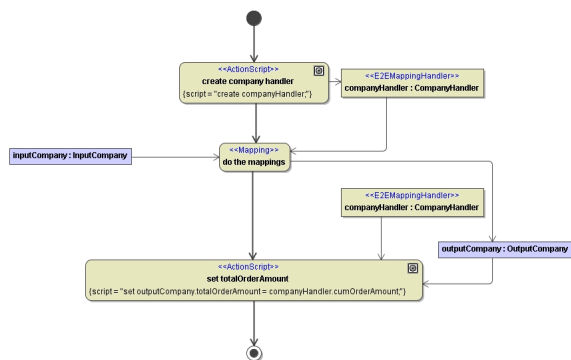 <<ActionScript>>
create company handler
{script = "create companyHandler;"}
<<E2EMappingHandler>>
companyHandler : CompanyHandler
inputCompany : InputCompany
<<Mapping>>
do the mappings
<<E2EMappingHandler>>
companyHandler : CompanyHandler
outputCompany : OutputCompany
<<ActionScript>>
set totalOrderAmount
{script = "set outputCompany.totalOrderAmount = companyHandler.cumOrderAmount;"}